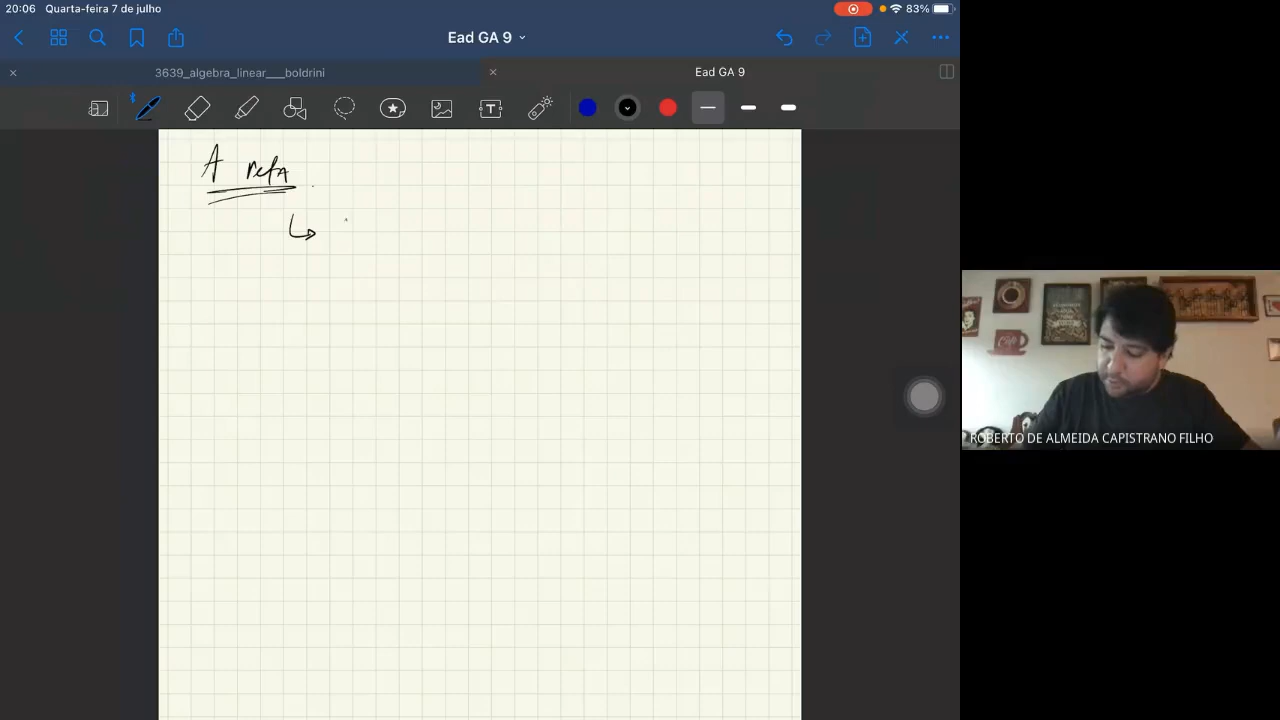 20:06 Quarta-feira 7 de julho
83%
Ead GA 9
3639_algebra_linear___boldrini
Ead GA 9
T
A reta
ROBERTO DE ALMEIDA CAPISTRANO FILHO